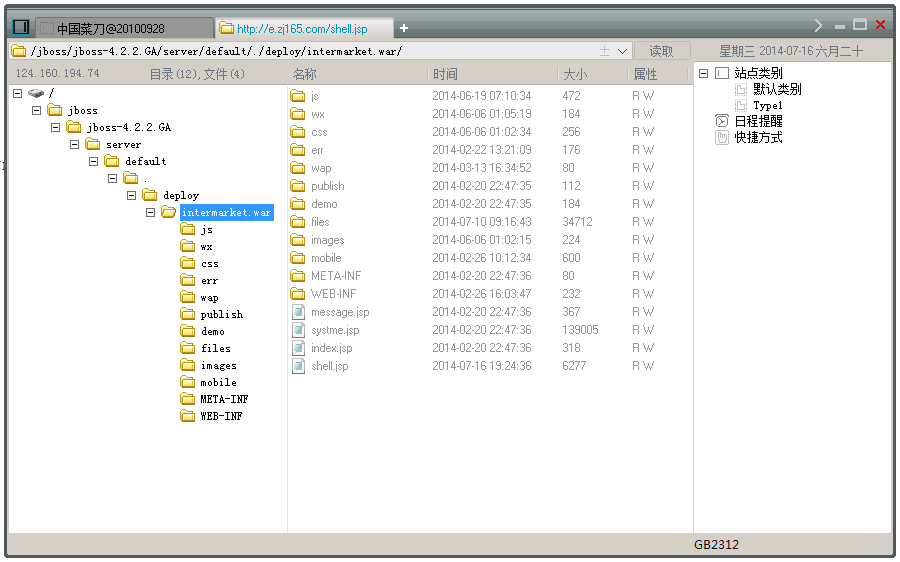 中国菜刀@20100928 http://e.zj165.com/shell.jsp
/jboss/jboss-4.2.2.GA/server/default/./deploy/intermarket.war/ 读取 星期三 2014-07-16 六月二十
124.160.194.74 目录(12),文件(4) 名称 时间 大小 属性
/
jboss
jboss-4.2.2.GA
server
default
.
deploy
intermarket.war
js
wx
css
err
wap
publish
demo
files
images
mobile
META-INF
WEB-INF
js 2014-06-19 07:10:34 472 R W
wx 2014-06-06 01:05:19 184 R W
css 2014-06-06 01:02:34 256 R W
err 2014-02-22 13:21:09 176 R W
wap 2014-03-13 16:34:52 80 R W
publish 2014-02-20 22:47:35 112 R W
demo 2014-02-20 22:47:35 184 R W
files 2014-07-10 09:16:43 34712 R W
images 2014-06-06 01:02:15 224 R W
mobile 2014-02-26 10:12:34 600 R W
META-INF 2014-02-20 22:47:36 80 R W
WEB-INF 2014-02-26 16:03:47 232 R W
message.jsp 2014-02-20 22:47:36 367 R W
systme.jsp 2014-02-20 22:47:36 139005 R W
index.jsp 2014-02-20 22:47:36 318 R W
shell.jsp 2014-07-16 19:24:36 6277 R W
站点类别
默认类别
Type1
日程提醒
快捷方式
GB2312